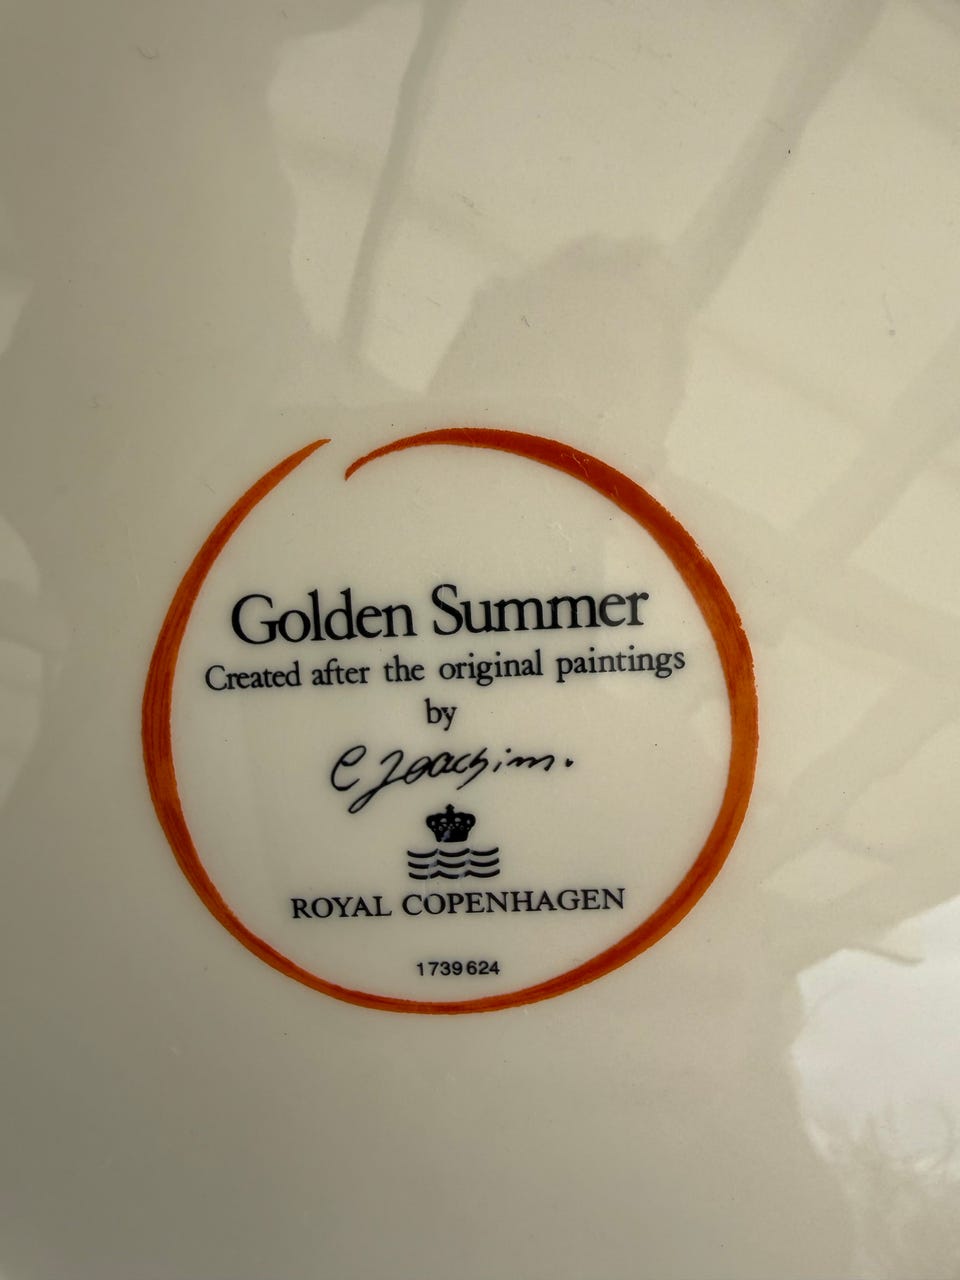 Golden Summer
Created after the original paintings
by
C Joachim.
ROYAL COPENHAGEN
1739624